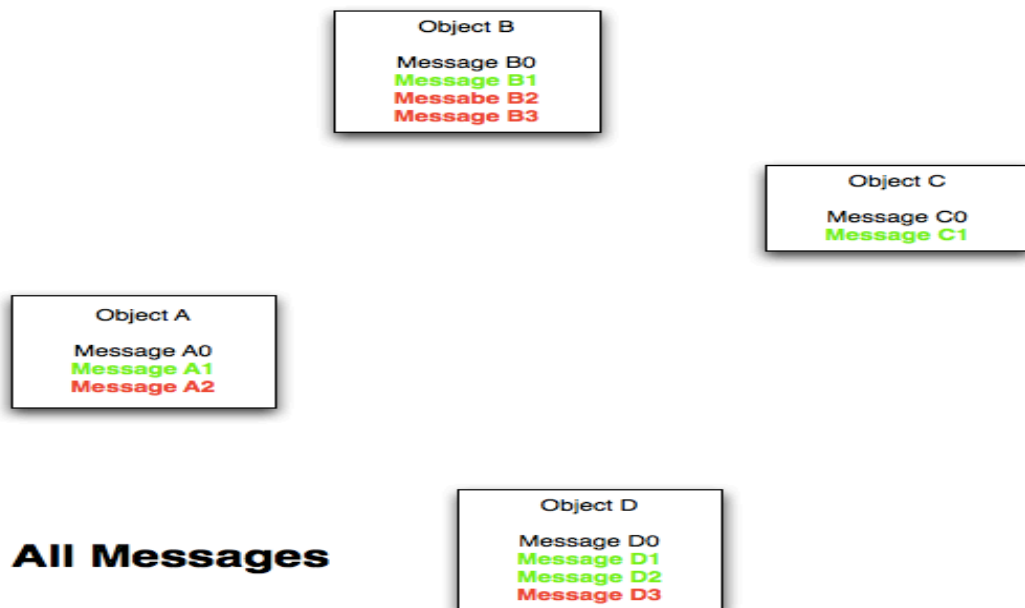 Object B
Message B0
Message B1
Messabe B2
Message B3
Object C
Message C0
Message C1
Object A
Message A0
Message A1
Message A2
All Messages
Object D
Message D0
Message D1
Message D2
Message D3